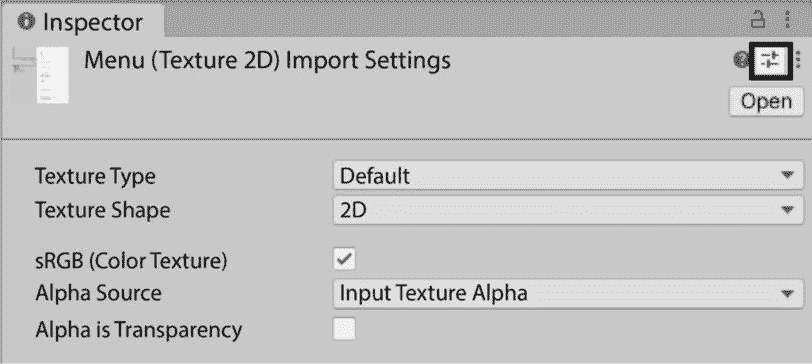 Inspector
Menu (Texture 2D) Import Settings
Open
Texture Type Default
Texture Shape 2D
sRGB (Color Texture)
Alpha Source Input Texture Alpha
Alpha is Transparency